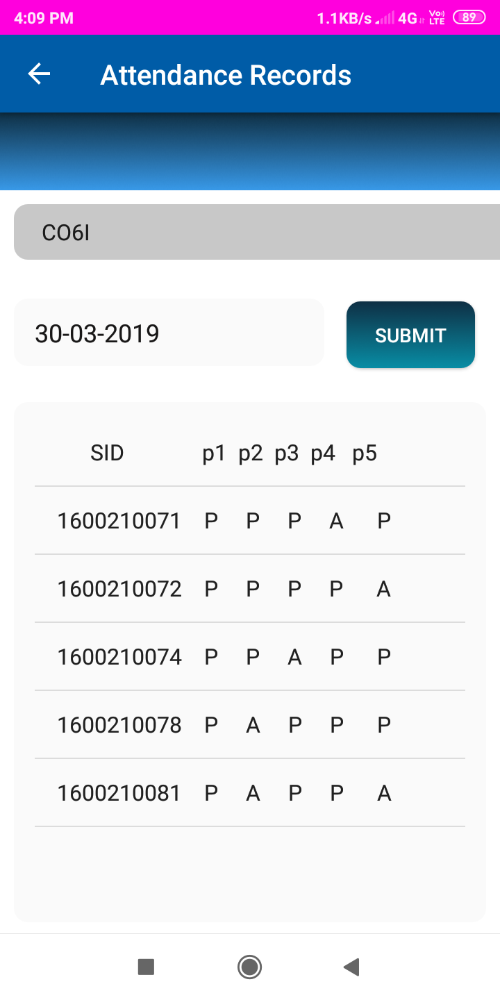 4:09 PM 1.1KB/s 4G Vo) LTE 89
Attendance Records
CO6I
30-03-2019 SUBMIT
SID p1 p2 p3 p4 p5
1600210071 P P P A P
1600210072 P P P P A
1600210074 P P A P P
1600210078 P A P P P
1600210081 P A P P A